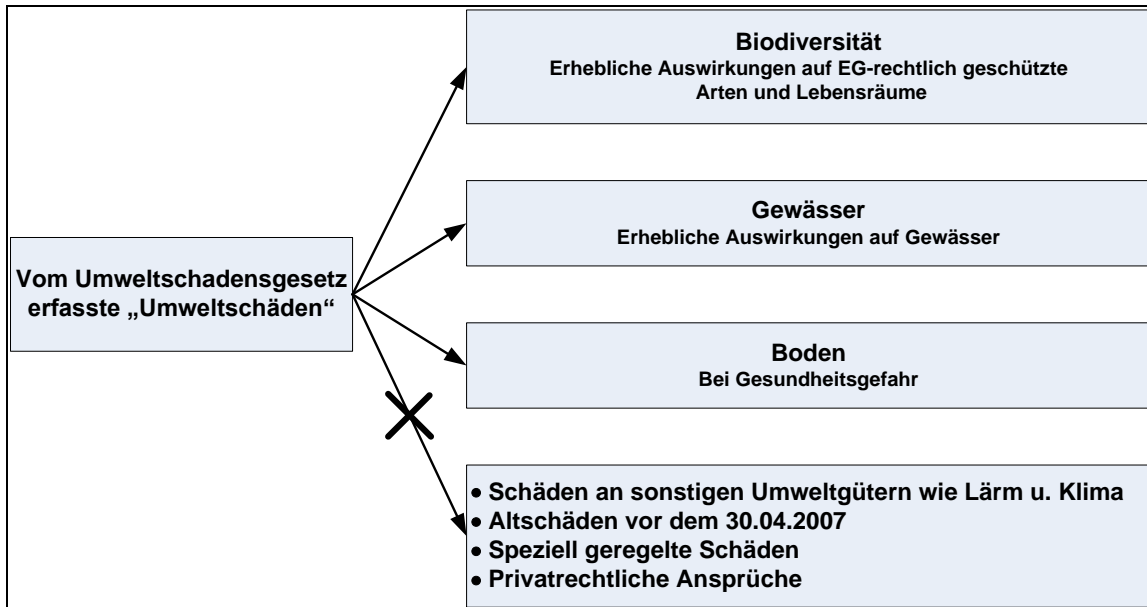 Biodiversität
Erhebliche Auswirkungen auf EG-rechtlich geschützte
Arten und Lebensräume
Gewässer
Erhebliche Auswirkungen auf Gewässer
Vom Umweltschadensgesetz
erfasste „Umweltschäden“
Boden
Bei Gesundheitsgefahr
• Schäden an sonstigen Umweltgütern wie Lärm u. Klima
• Altschäden vor dem 30.04.2007
• Speziell geregelte Schäden
• Privatrechtliche Ansprüche